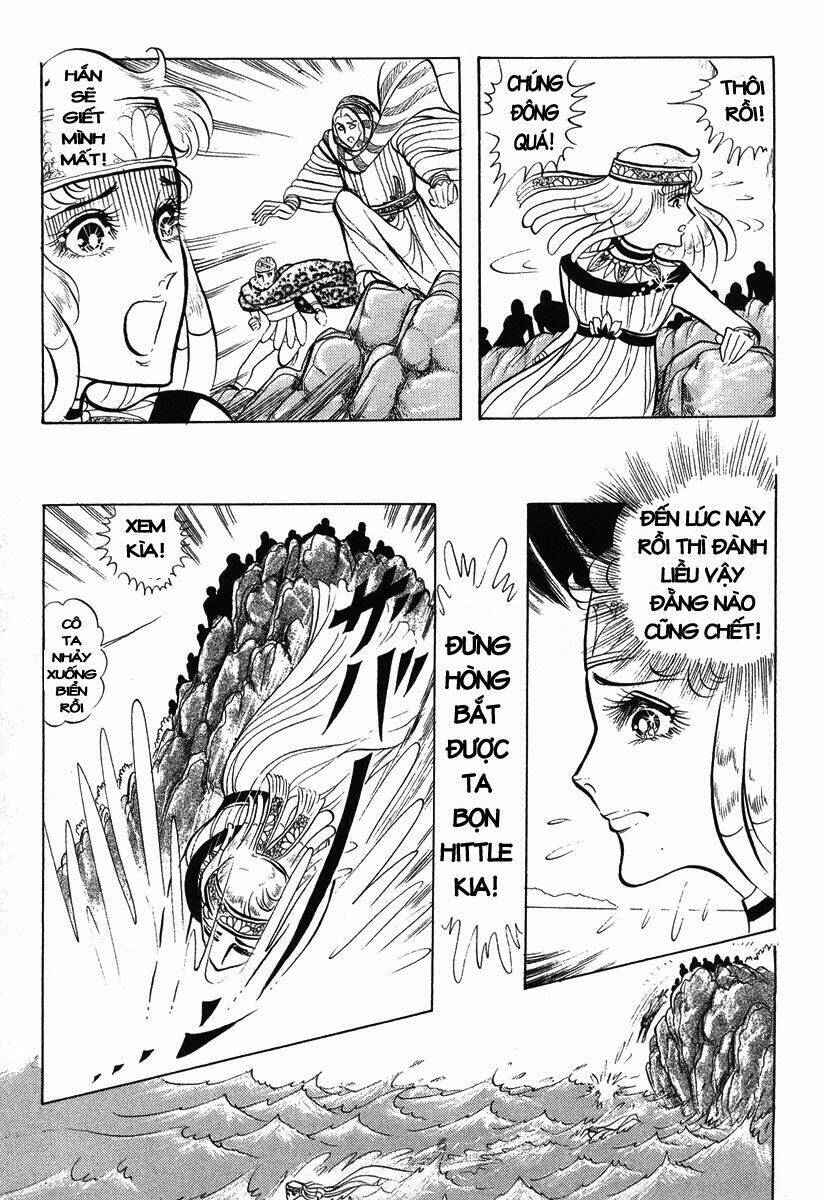 THÔI
RỒI!
CHÚNG
ĐÔNG
QUÁ!
HẮN
SẼ
GIẾT
MÌNH
MẤT!
ĐẾN LÚC NÀY
RỒI THÌ ĐÀNH
LIỀU VẬY
ĐẰNG NÀO
CŨNG CHẾT!
ĐỪNG
HÒNG
BẮT
ĐƯỢC
TA
BỌN
HITTLE
KIA!
XEM
KÌA!
ザバ
CÔ
TA
NHẢY
XUỐNG
BIỂN
RỒI